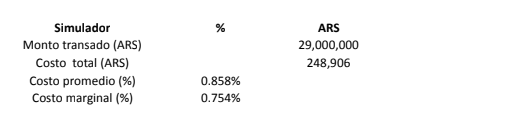 Simulador % ARS
Monto transado (ARS) 29,000,000
Costo total (ARS) 248,906
Costo promedio (%) 0.858%
Costo marginal (%) 0.754%